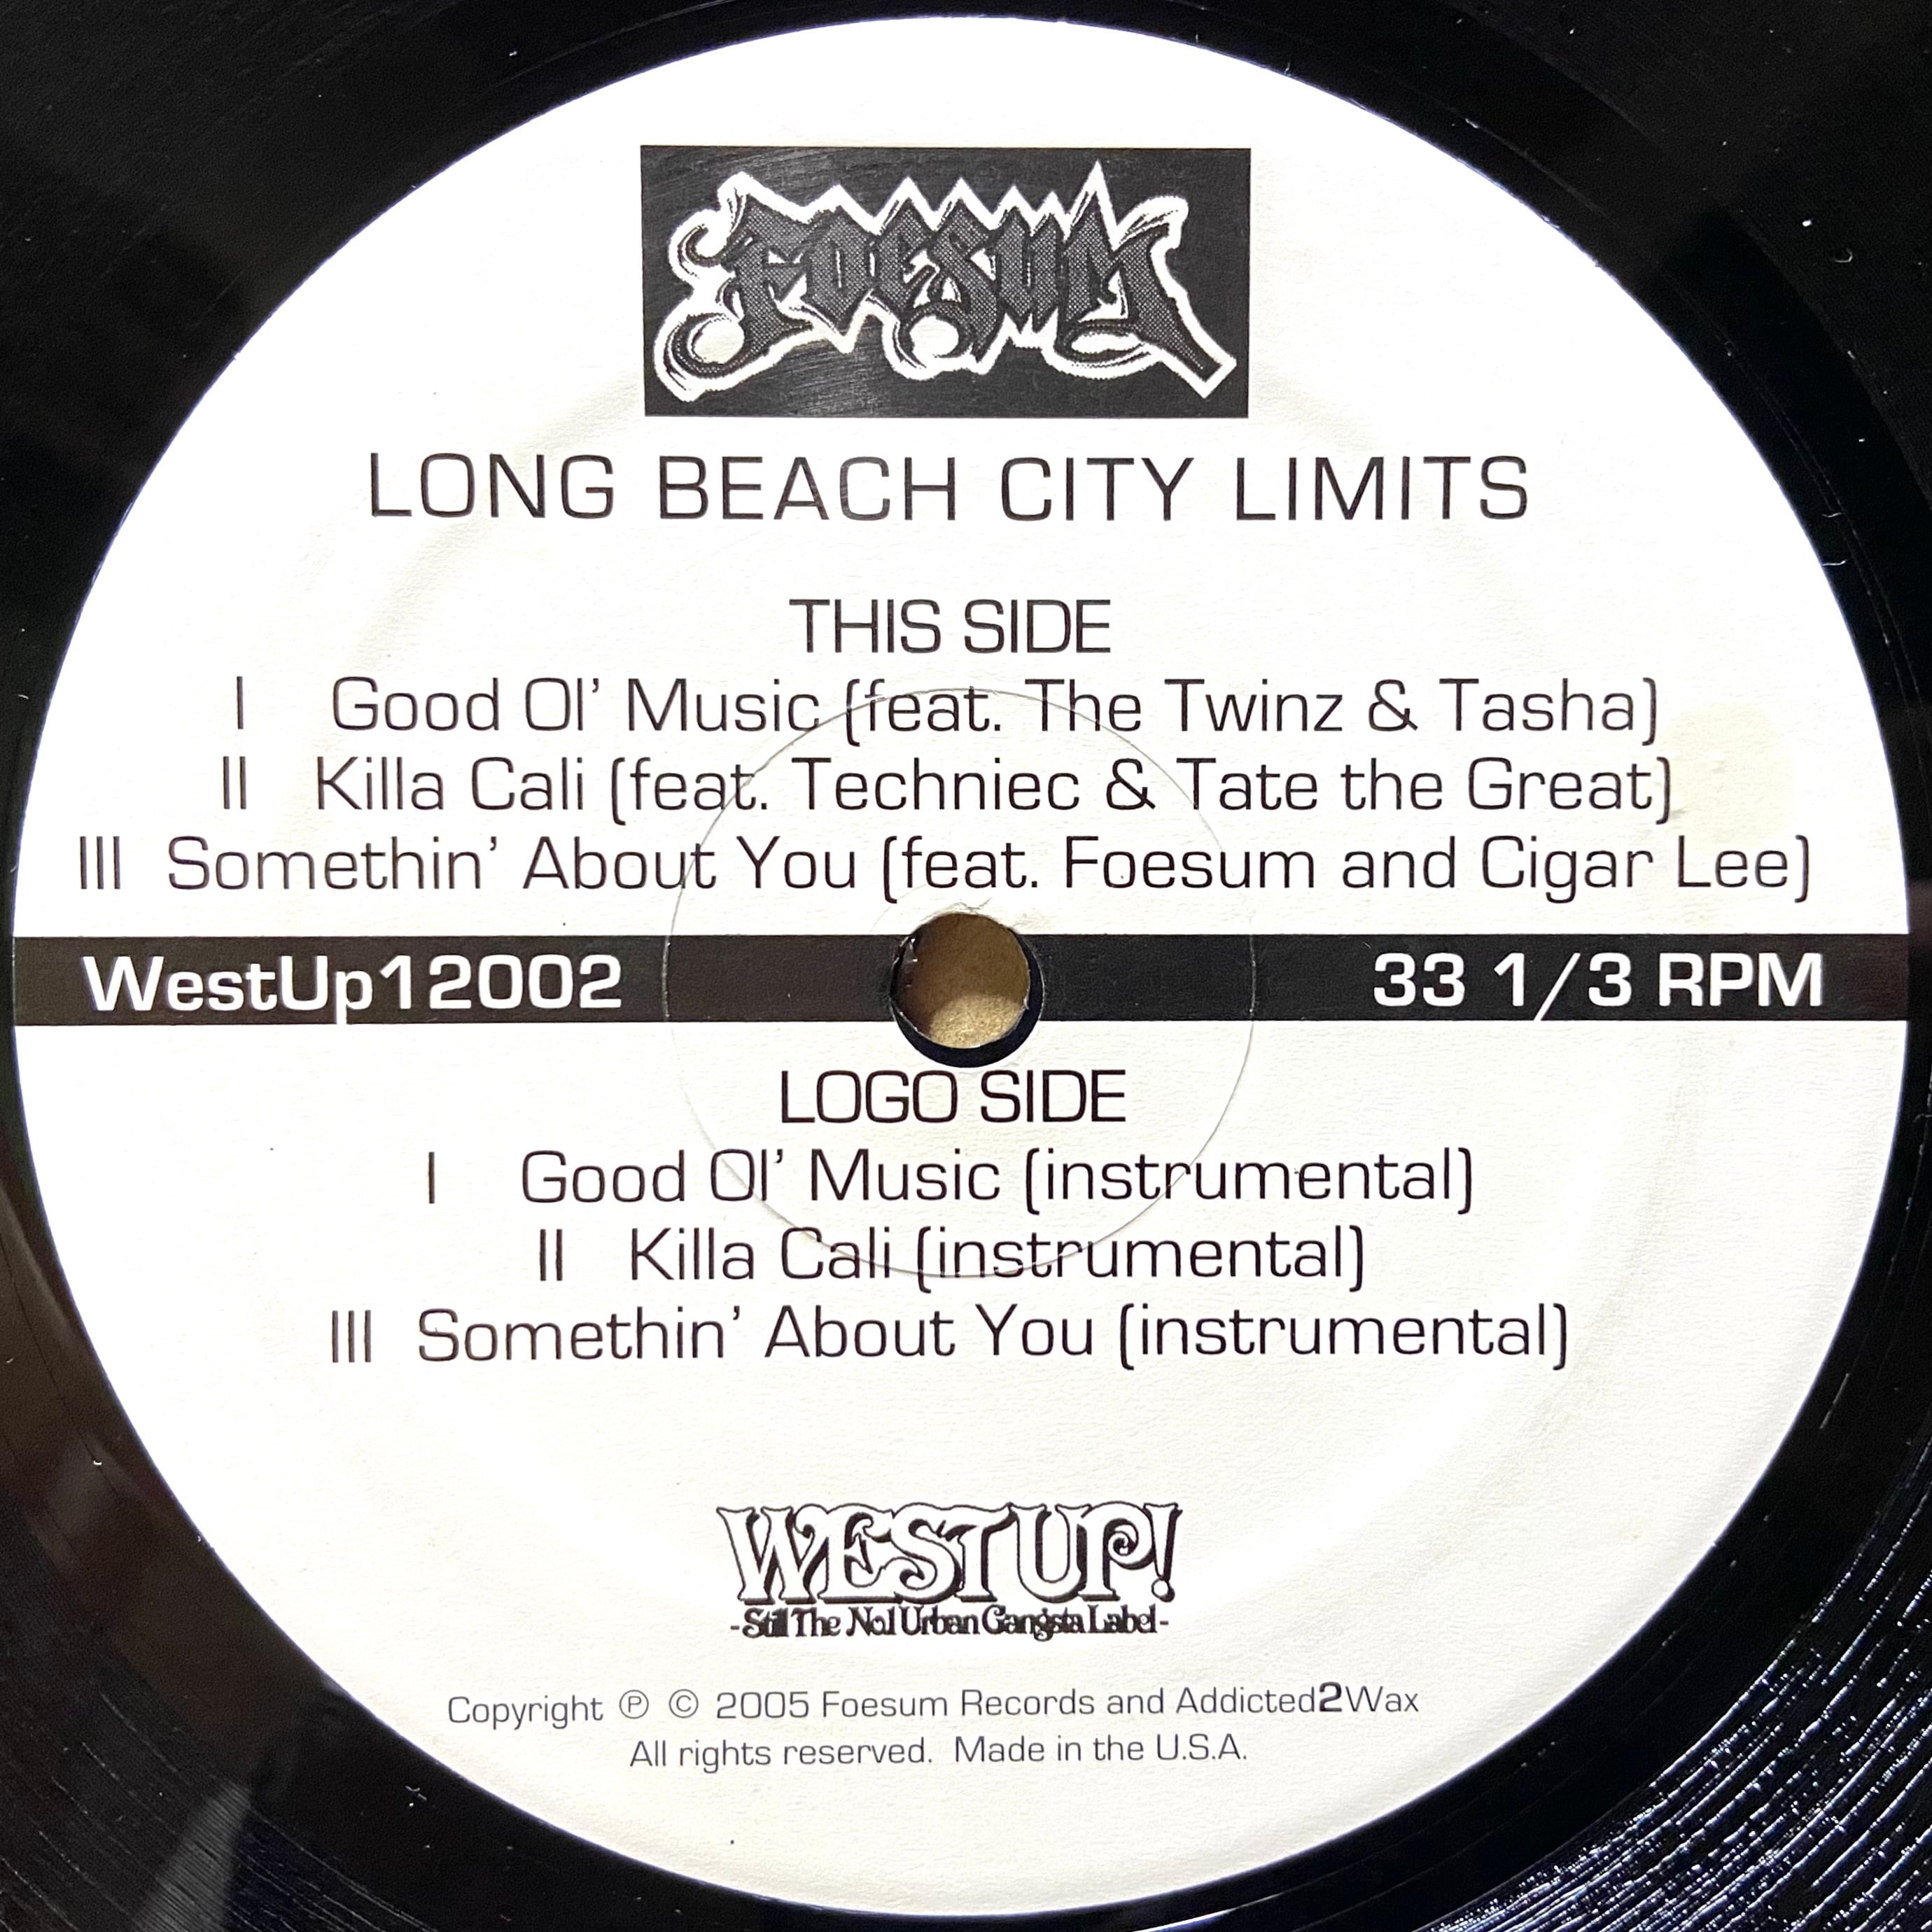 FOESUM
LONG BEACH CITY LIMITS
THIS SIDE
I Good Ol' Music (feat. The Twinz & Tasha)
II Killa Cali (feat. Techniec & Tate the Great)
III Somethin' About You (feat. Foesum and Cigar Lee)
WestUp12002 33 1/3 RPM
LOGO SIDE
I Good Ol' Music (instrumental)
II Killa Cali (instrumental)
III Somethin' About You (instrumental)
WESTUP!
-Still The No.1 Urban Gangsta Label-
Copyright ℗ © 2005 Foesum Records and Addicted2Wax
All rights reserved. Made in the U.S.A.